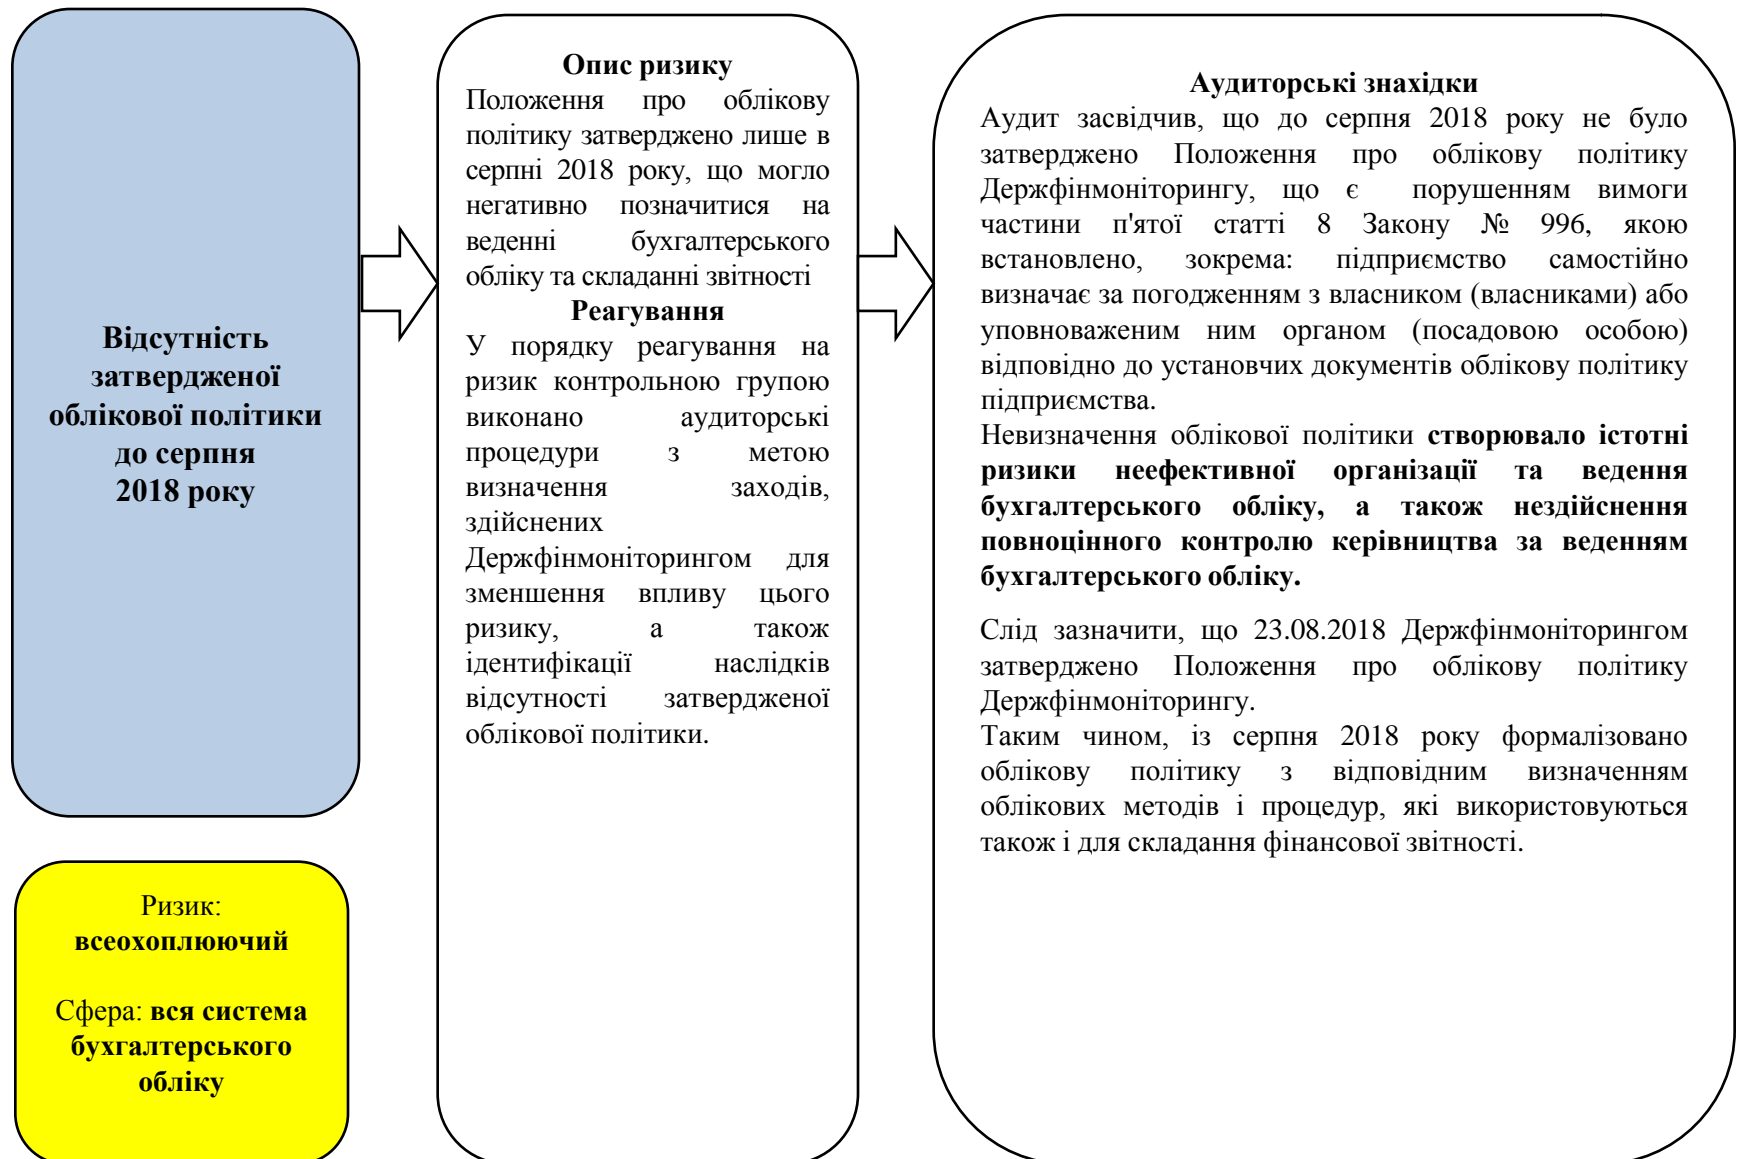 Відсутність
затвердженої
облікової політики
до серпня
2018 року
Ризик:
всеохоплюючий
Сфера: вся система
бухгалтерського
обліку
Опис ризику
Положення про облікову
політику затверджено лише в
серпні 2018 року, що могло
негативно позначитися на
веденні бухгалтерського
обліку та складанні звітності
Реагування
У порядку реагування на
ризик контрольною групою
виконано аудиторські
процедури з метою
визначення заходів,
здійснених
Держфінмоніторингом для
зменшення впливу цього
ризику, а також
ідентифікації наслідків
відсутності затвердженої
облікової політики.
Аудиторські знахідки
Аудит засвідчив, що до серпня 2018 року не було
затверджено Положення про облікову політику
Держфінмоніторингу, що є порушенням вимоги
частини п'ятої статті 8 Закону № 996, якою
встановлено, зокрема: підприємство самостійно
визначає за погодженням з власником (власниками) або
уповноваженим ним органом (посадовою особою)
відповідно до установчих документів облікову політику
підприємства.
Невизначення облікової політики створювало істотні
ризики неефективної організації та ведення
бухгалтерського обліку, а також нездійснення
повноцінного контролю керівництва за веденням
бухгалтерського обліку.
Слід зазначити, що 23.08.2018 Держфінмоніторингом
затверджено Положення про облікову політику
Держфінмоніторингу.
Таким чином, із серпня 2018 року формалізовано
облікову політику з відповідним визначенням
облікових методів і процедур, які використовуються
також і для складання фінансової звітності.